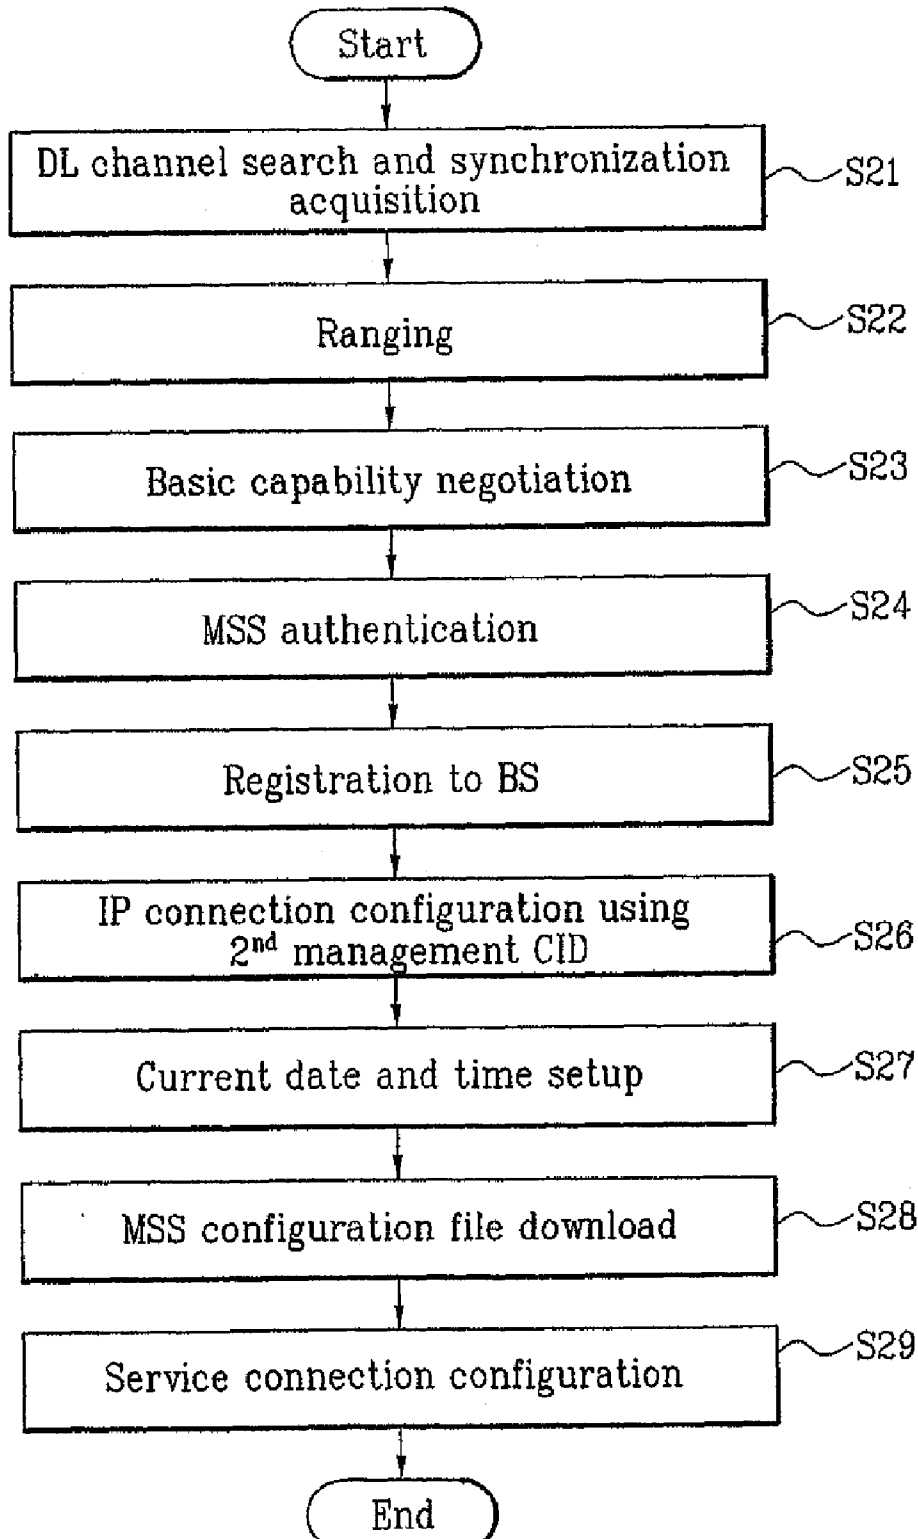 Start
DL channel search and synchronization
acquisition
S21
Ranging
S22
Basic capability negotiation
S23
MSS authentication
S24
Registration to BS
S25
IP connection configuration using
2nd management CID
S26
Current date and time setup
S27
MSS configuration file download
S28
Service connection configuration
S29
End